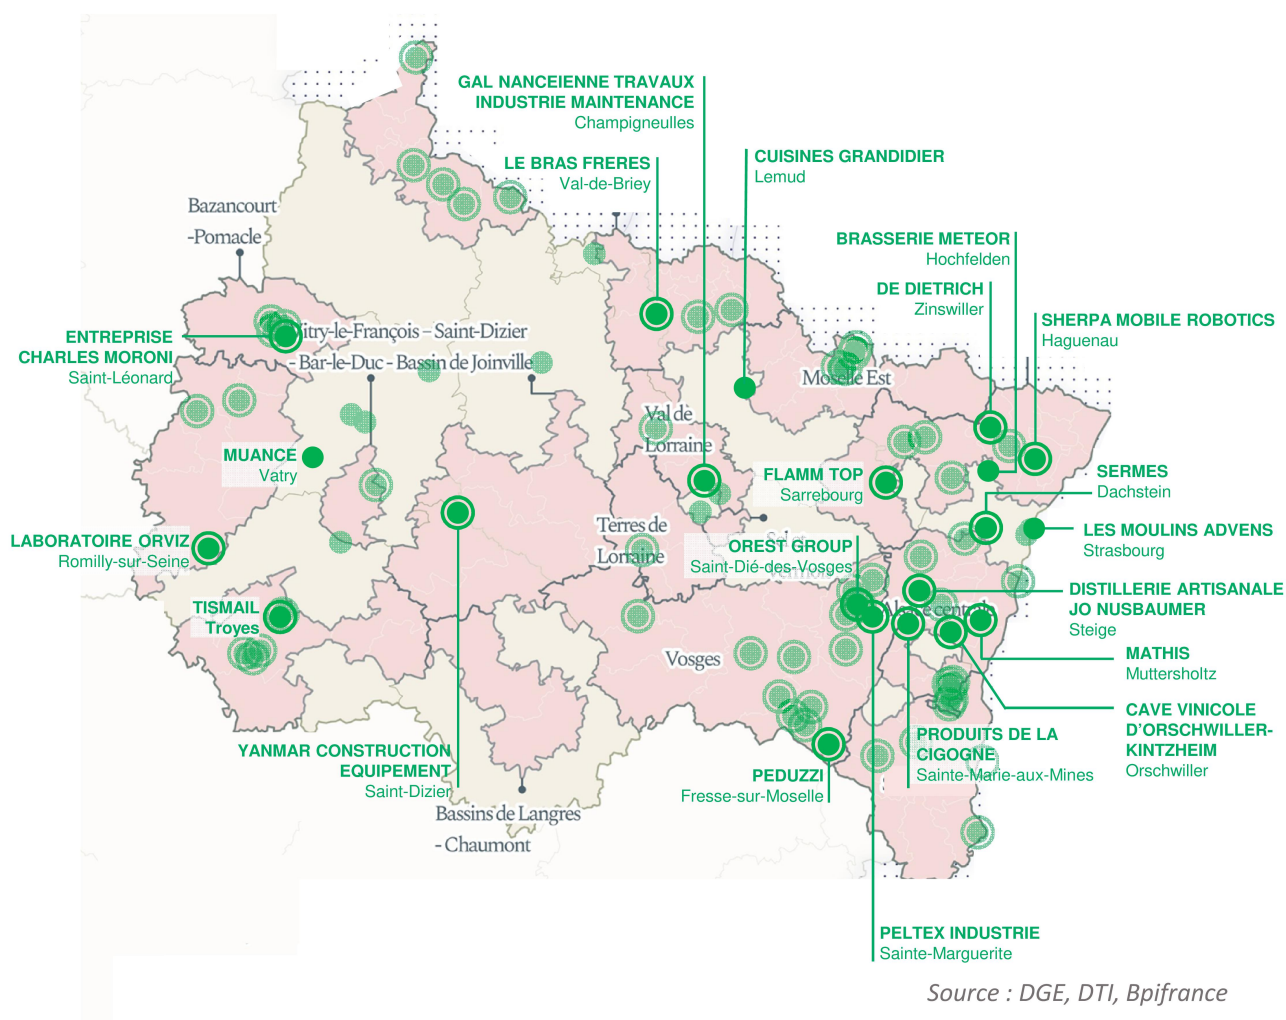 GAL NANCEIENNE TRAVAUX
INDUSTRIE MAINTENANCE
Champigneulles
LE BRAS FRERES
Val-de-Briey
CUISINES GRANDIDIER
Lemud
Bazancourt
-Pomacle
BRASSERIE METEOR
Hochfelden
DE DIETRICH
Zinswiller
SHERPA MOBILE ROBOTICS
Haguenau
ENTREPRISE
CHARLES MORONI
Saint-Léonard
itry-le-François – Saint-Dizier
- Bar-le-Duc - Bassin de Joinville
Moselle Est
Val de
Lorraine
MUANCE
Vatry
FLAMM TOP
Sarrebourg
SERMES
Dachstein
LABORATOIRE ORVIZ
Romilly-sur-Seine
Terres de
Lorraine
LES MOULINS ADVENS
Strasbourg
OREST GROUP
Saint-Dié-des-Vosges
DISTILLERIE ARTISANALE
JO NUSBAUMER
Steige
TISMAIL
Troyes
Alsace centrale
Vosges
MATHIS
Muttersholtz
CAVE VINICOLE
D'ORSCHWILLER-
KINTZHEIM
Orschwiller
YANMAR CONSTRUCTION
EQUIPEMENT
Saint-Dizier
PRODUITS DE LA
CIGOGNE
Sainte-Marie-aux-Mines
PEDUZZI
Fresse-sur-Moselle
Bassins de Langres
- Chaumont
PELTEX INDUSTRIE
Sainte-Marguerite
Source : DGE, DTI, Bpifrance